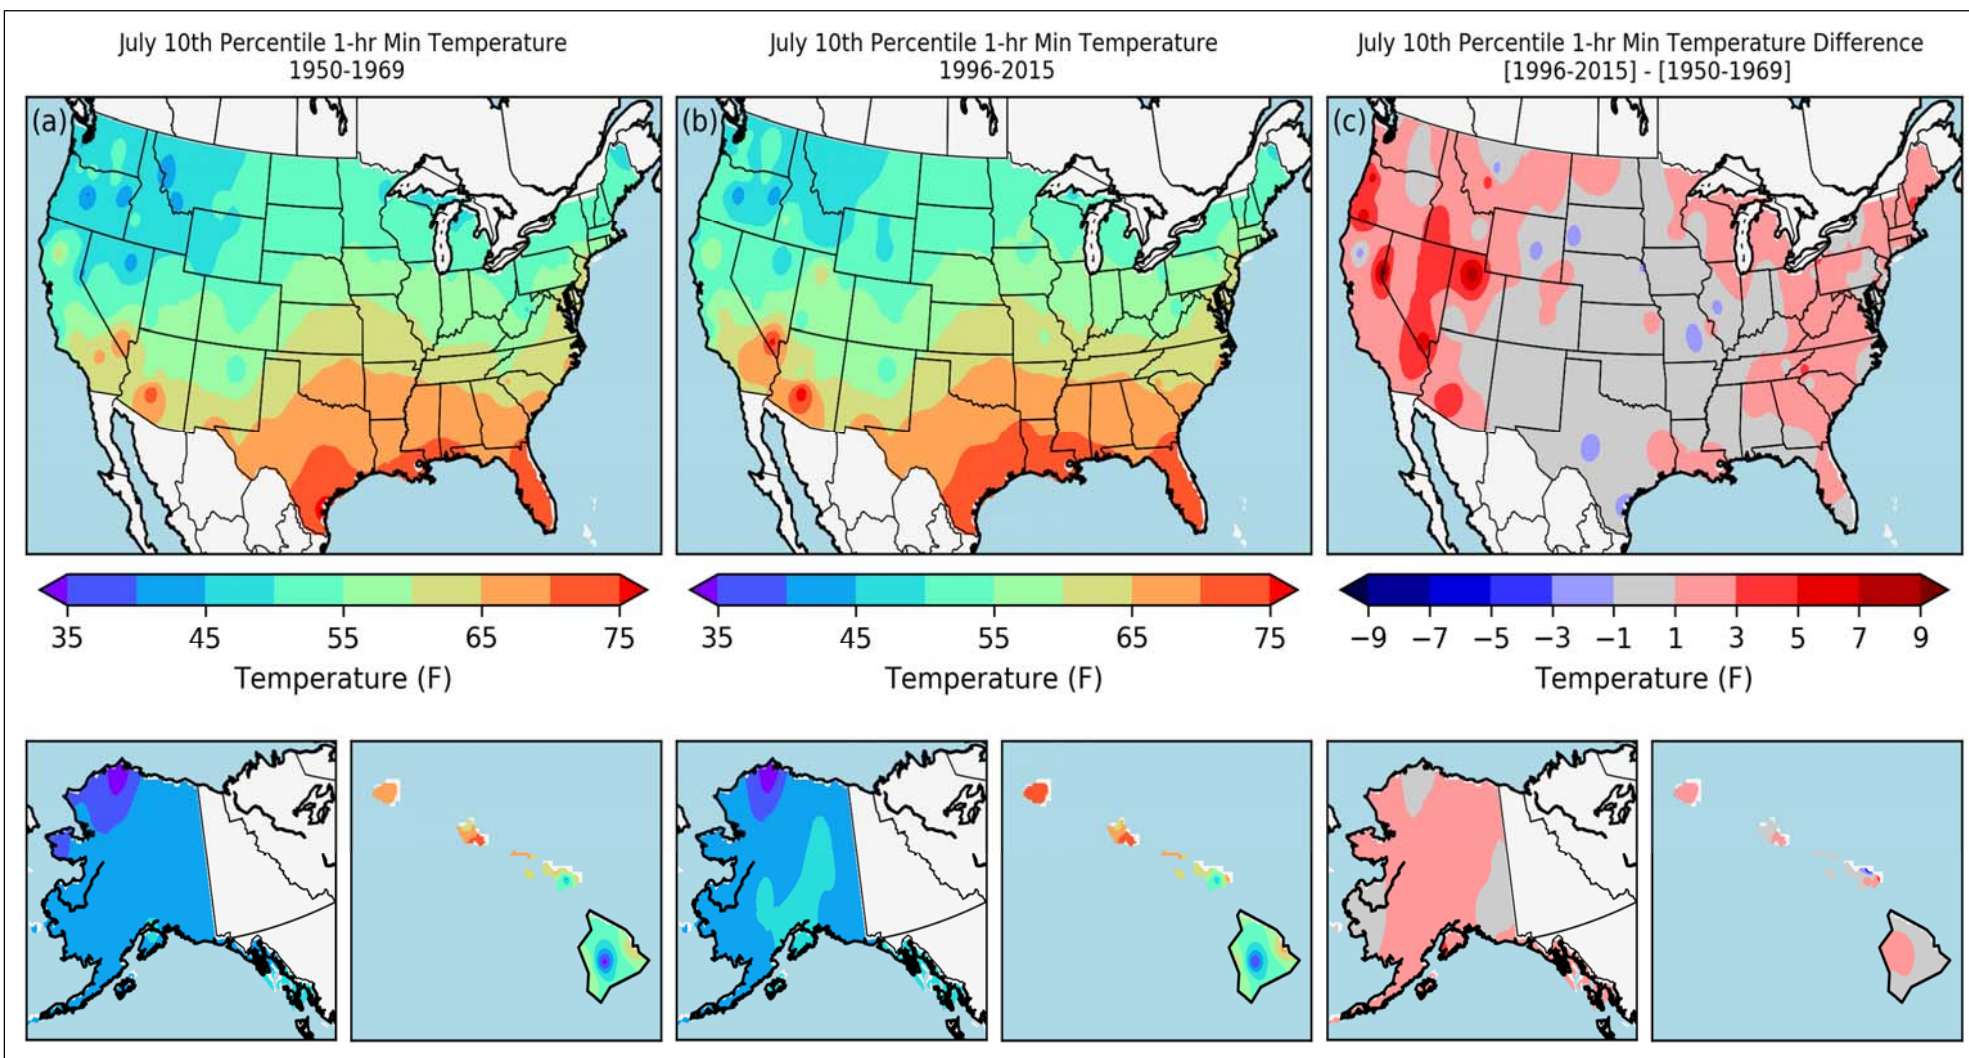 July 10th Percentile 1-hr Min Temperature
1950-1969
July 10th Percentile 1-hr Min Temperature
1996-2015
July 10th Percentile 1-hr Min Temperature Difference
[1996-2015] - [1950-1969]
(a)
(b)
(c)
35 45 55 65 75
Temperature (F)
35 45 55 65 75
Temperature (F)
−9 −7 −5 −3 −1 1 3 5 7 9
Temperature (F)